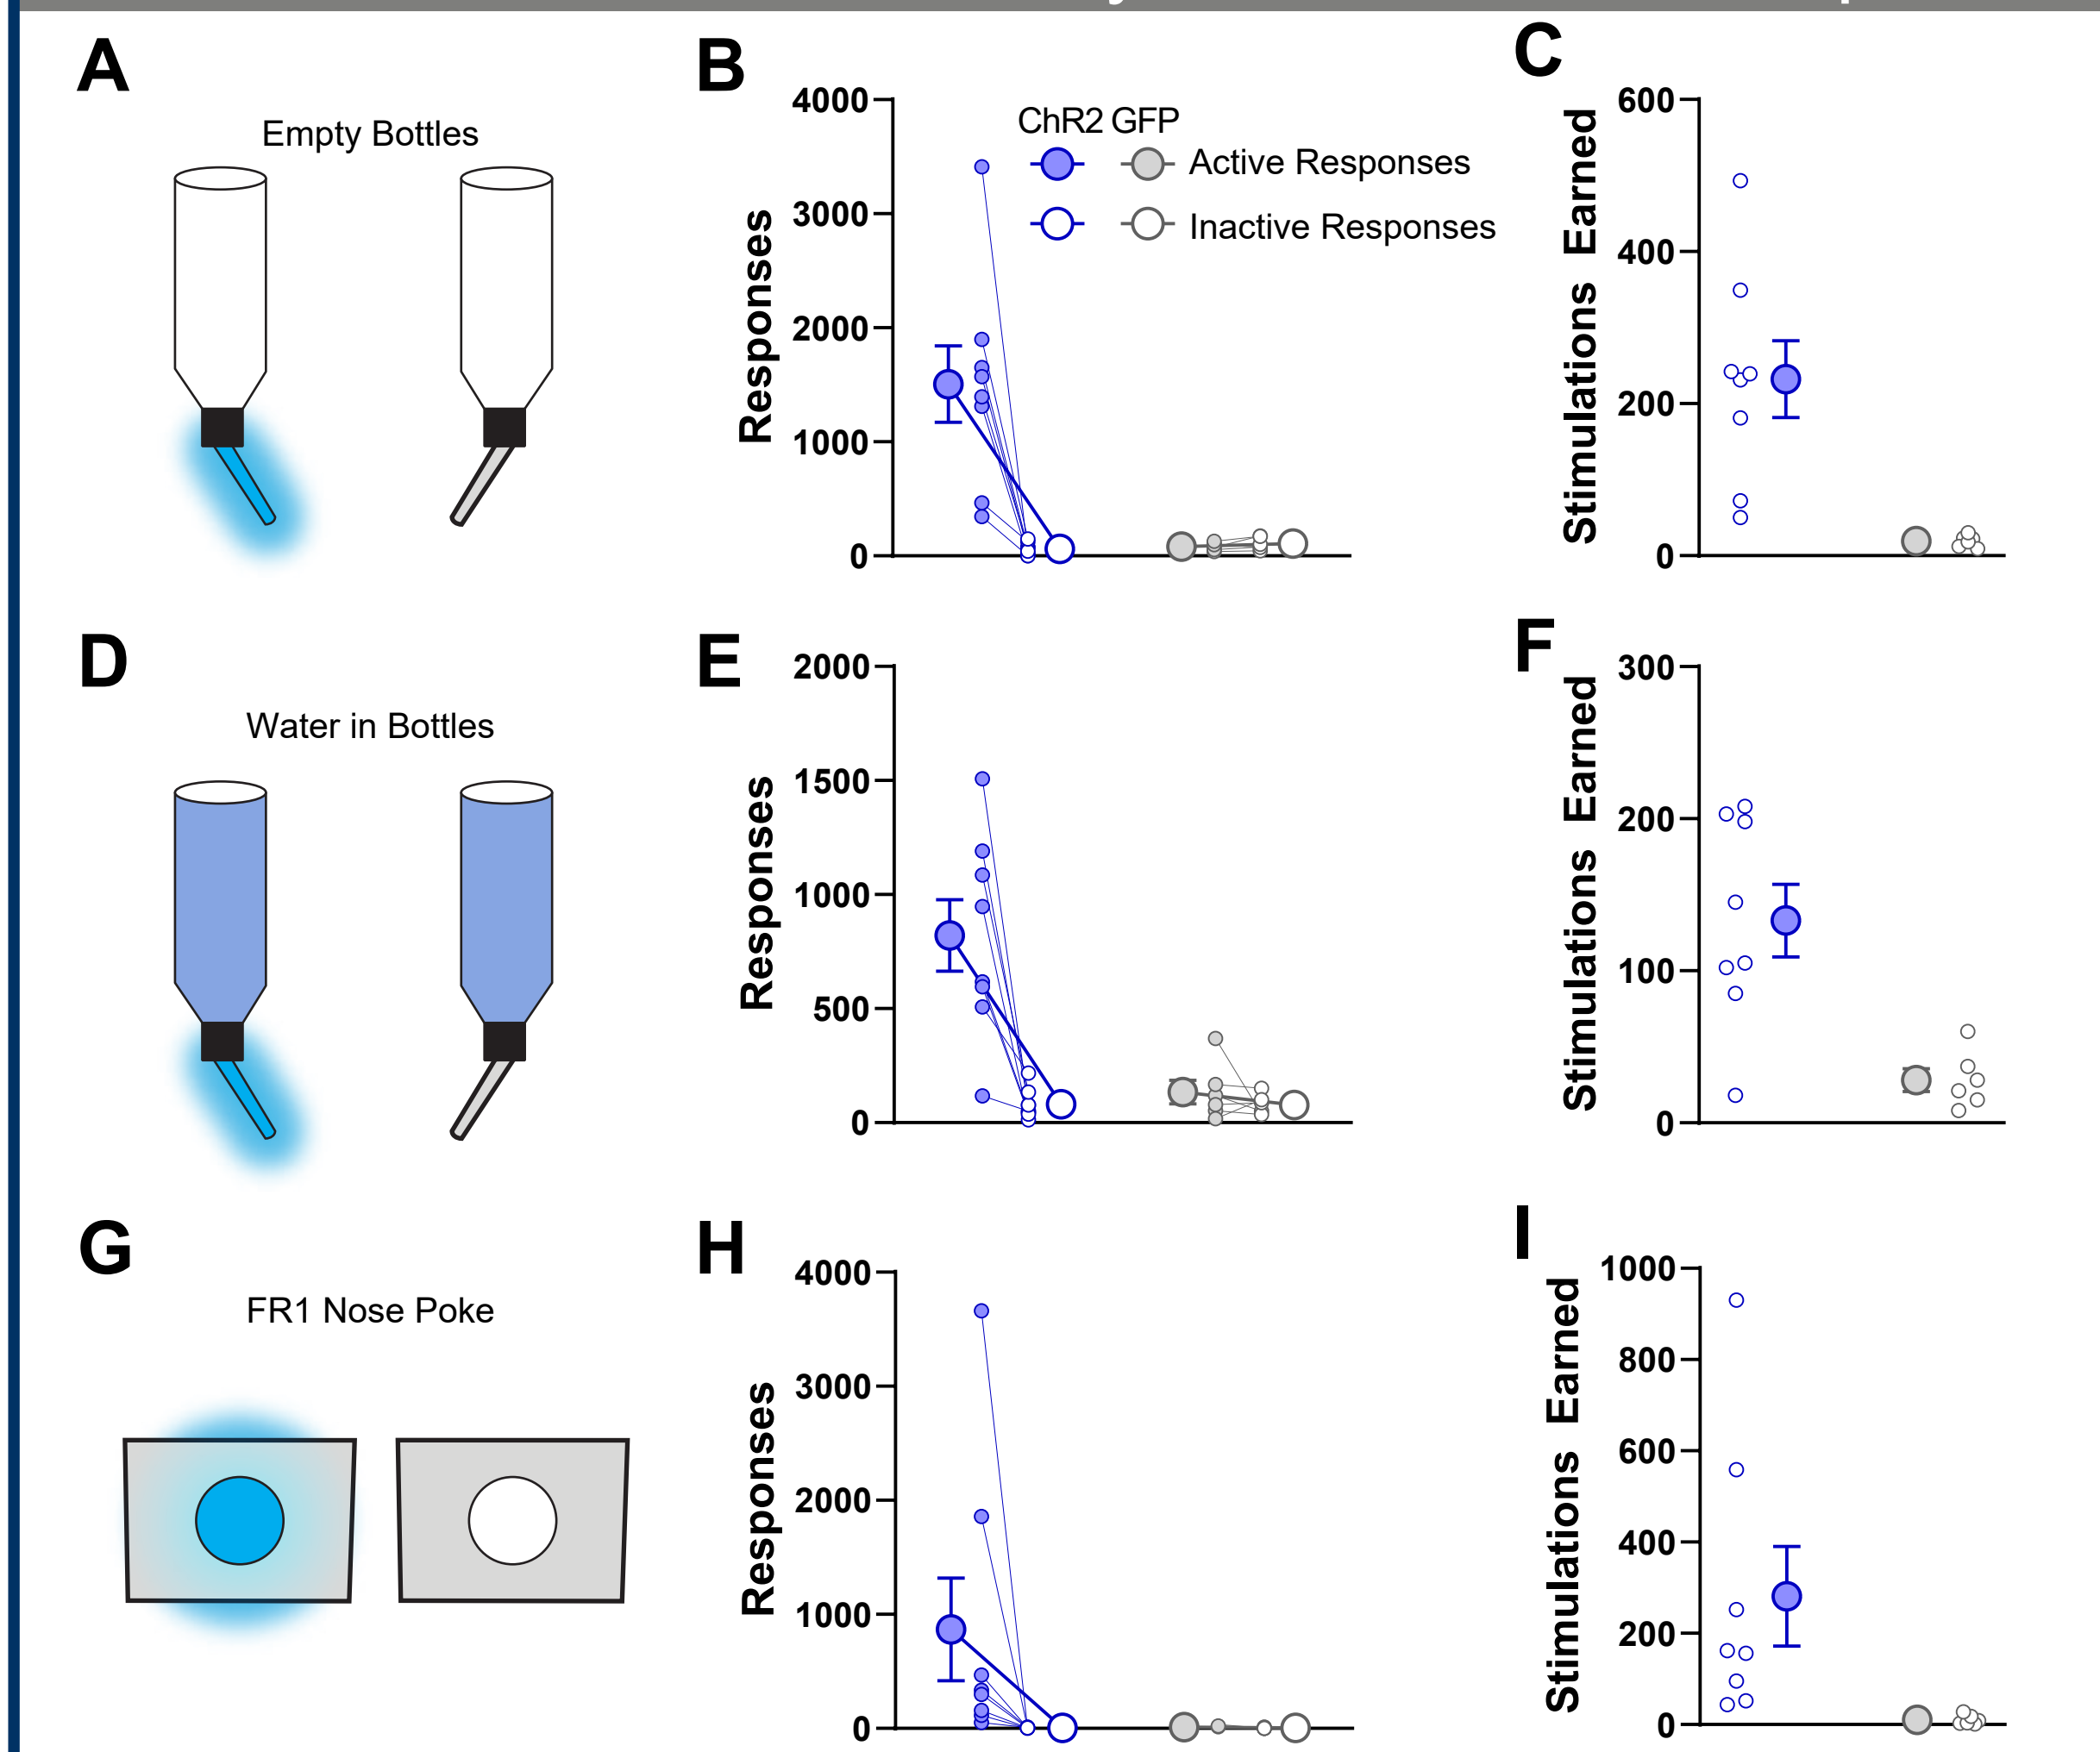 A
Empty Bottles
B
Responses
4000
3000
2000
1000
0
ChR2 GFP
Active Responses
Inactive Responses
C
Stimulations Earned
600
400
200
0
D
Water in Bottles
E
Responses
2000
1500
1000
500
0
F
Stimulations Earned
300
200
100
0
G
FR1 Nose Poke
H
Responses
4000
3000
2000
1000
0
I
Stimulations Earned
1000
800
600
400
200
0